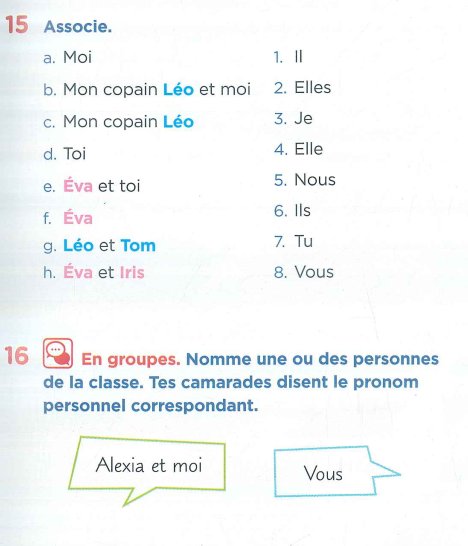 15 Associe.
a. Moi
1. Il
b. Mon copain Léo et moi
2. Elles
c. Mon copain Léo
3. Je
d. Toi
4. Elle
e. Éva et toi
5. Nous
f. Éva
6. Ils
g. Léo et Tom
7. Tu
h. Éva et Iris
8. Vous
16 En groupes. Nomme une ou des personnes
de la classe. Tes camarades disent le pronom
personnel correspondant.
Alexia et moi
Vous